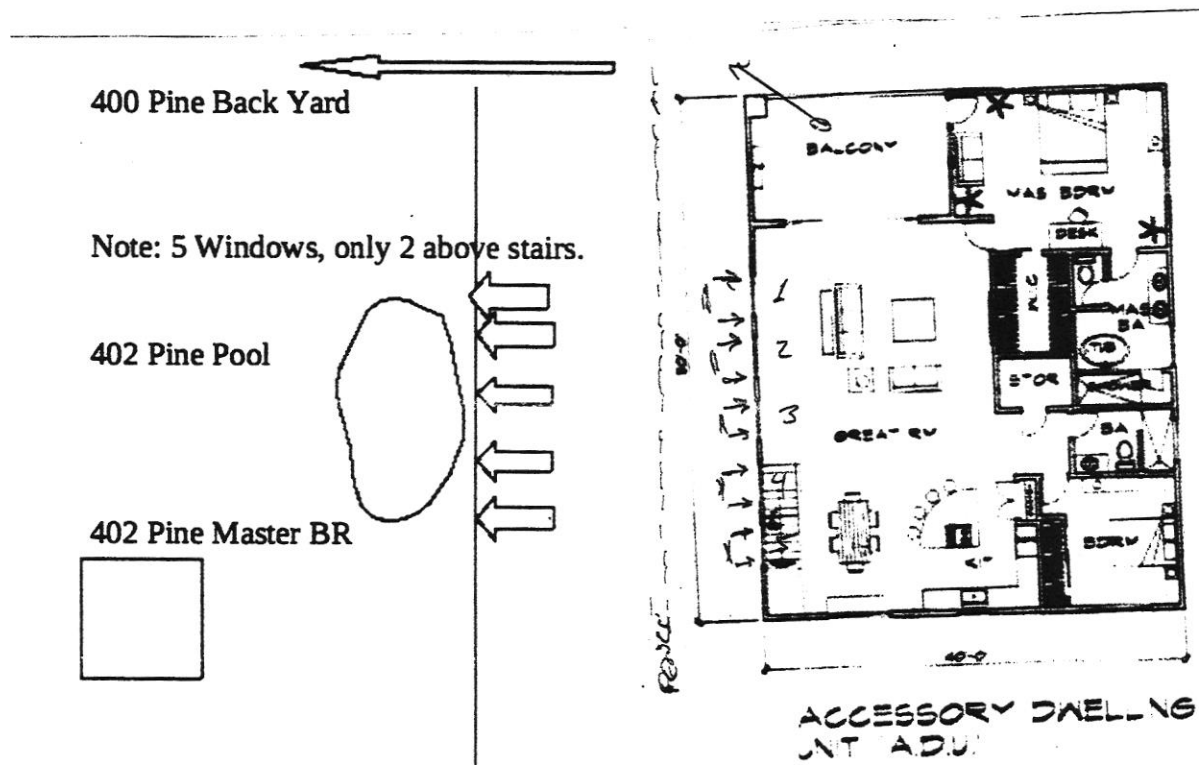 400 Pine Back Yard
Note: 5 Windows, only 2 above stairs.
402 Pine Pool
402 Pine Master BR
BALCONY
MAS BDRM
DESK
1
2
3
4
W.C
MAS
BA
TUB
STOR
SHOWER
BA
GREAT RM
BDRM
KIT
FENCE
40-0
ACCESSORY DWELLING
UNIT A.D.U.